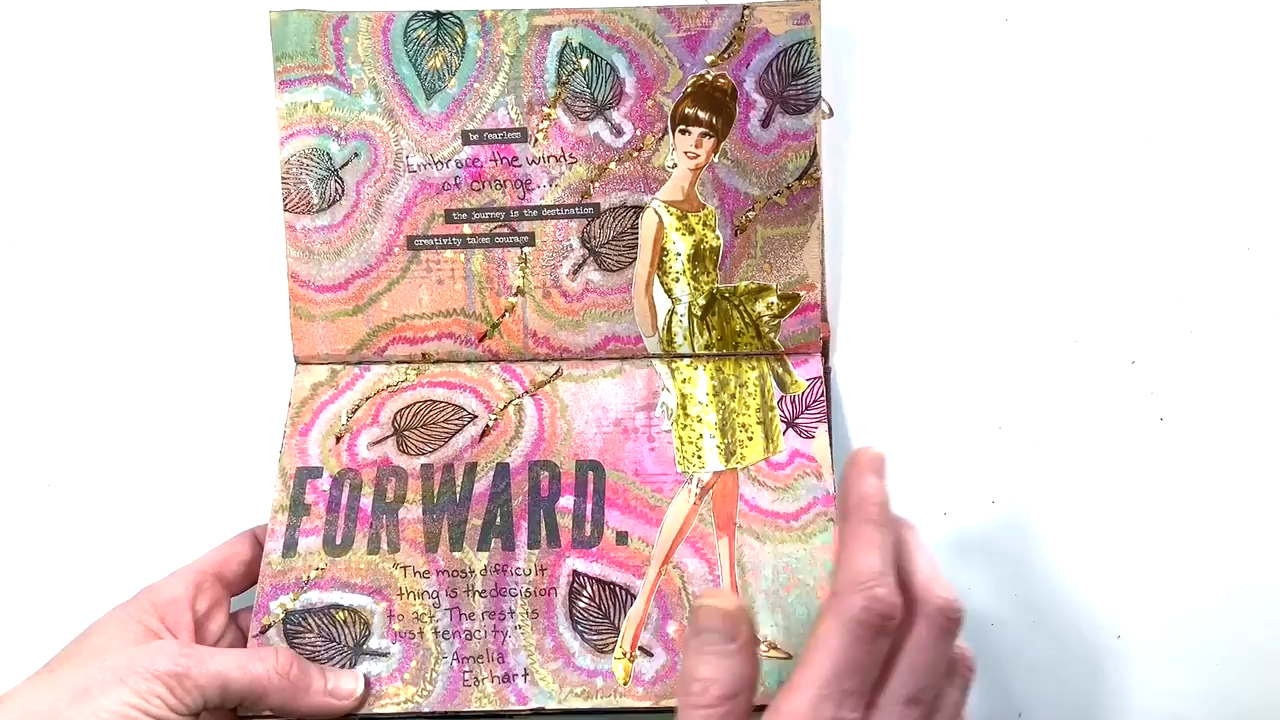 be fearless
Embrace the winds
of change....
the journey is the destination
creativity takes courage
FORWARD.
"The most difficult
thing is the decision
to act. The rest is
just tenacity."
-Amelia
Earhart